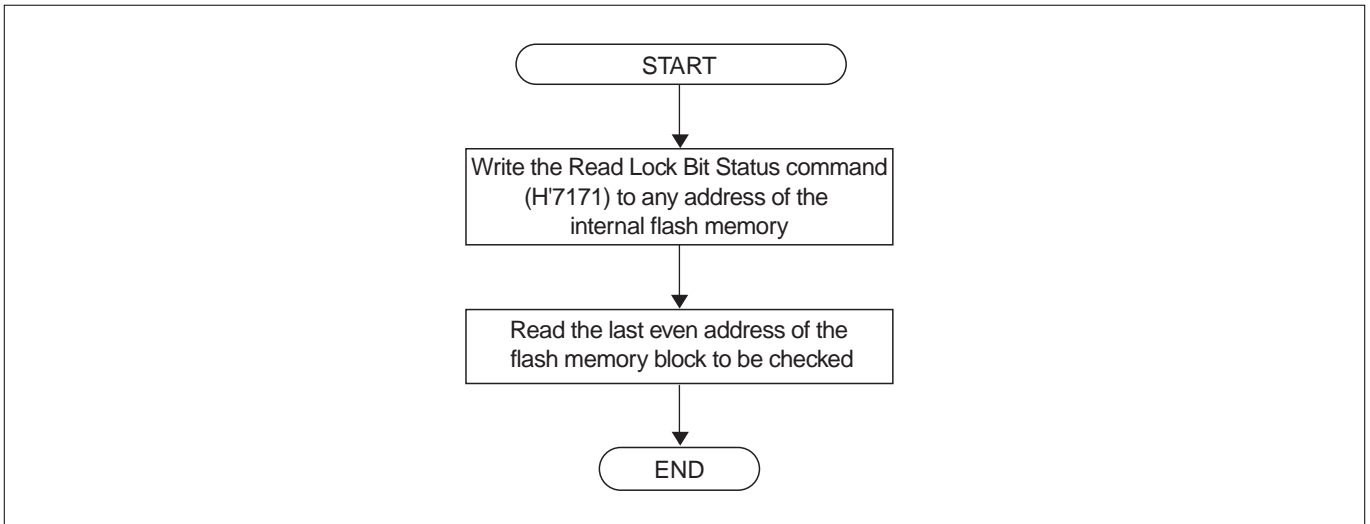 START
Write the Read Lock Bit Status command
(H'7171) to any address of the
internal flash memory
Read the last even address of the
flash memory block to be checked
END